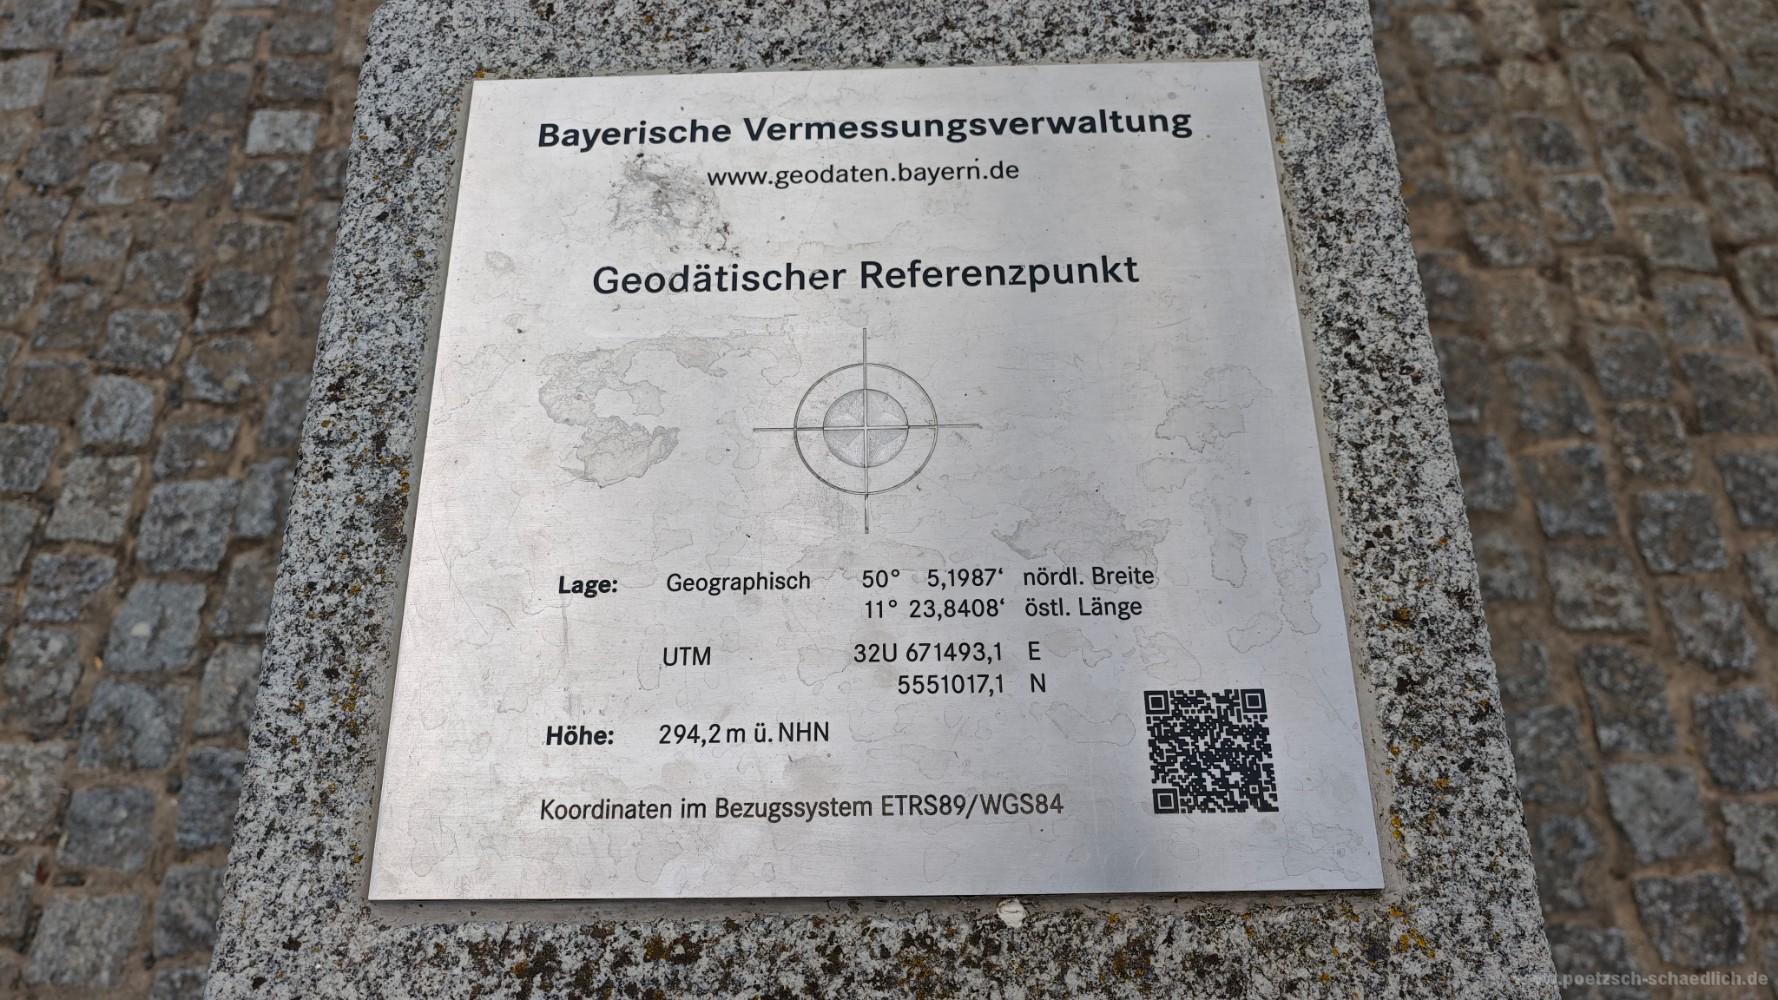 Bayerische Vermessungsverwaltung
www.geodaten.bayern.de
Geodätischer Referenzpunkt
Lage: Geographisch 50° 5,1987‘ nördl. Breite
11° 23,8408‘ östl. Länge
UTM 32U 671493,1 E
5551017,1 N
Höhe: 294,2 m ü. NHN
Koordinaten im Bezugssystem ETRS89/WGS84
poetzsch-schaedlich.de